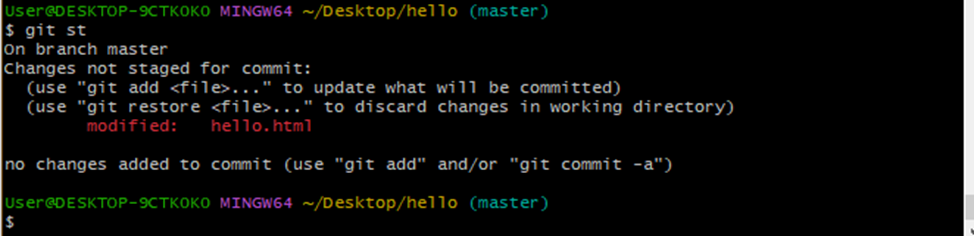 User@DESKTOP-9CTKOKO MINGW64 ~/Desktop/hello (master)
$ git st
On branch master
Changes not staged for commit:
  (use "git add <file>..." to update what will be committed)
  (use "git restore <file>..." to discard changes in working directory)
        modified:   hello.html
no changes added to commit (use "git add" and/or "git commit -a")
User@DESKTOP-9CTKOKO MINGW64 ~/Desktop/hello (master)
$